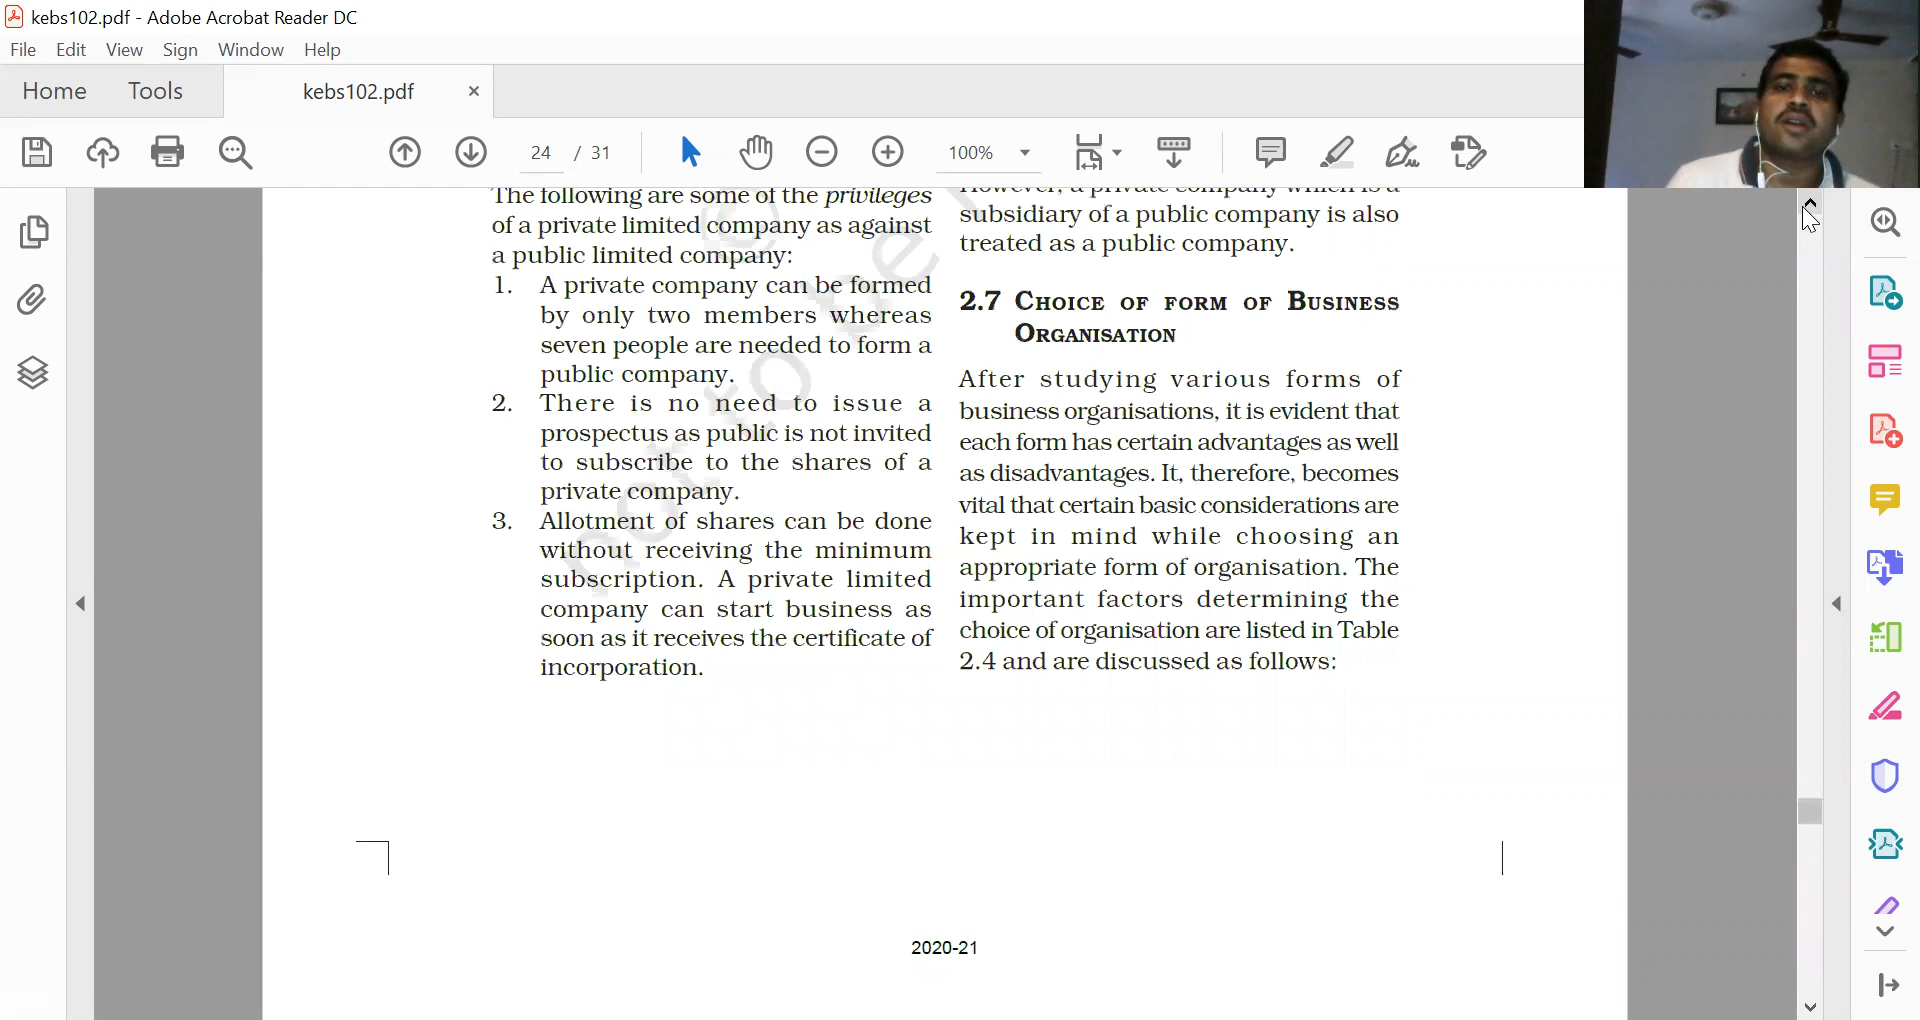 kebs102.pdf - Adobe Acrobat Reader DC
File Edit View Sign Window Help
Home Tools kebs102.pdf ×
24 / 31 100%
The following are some of the privileges
of a private limited company as against
a public limited company:
1. A private company can be formed
by only two members whereas
seven people are needed to form a
public company.
2. There is no need to issue a
prospectus as public is not invited
to subscribe to the shares of a
private company.
3. Allotment of shares can be done
without receiving the minimum
subscription. A private limited
company can start business as
soon as it receives the certificate of
incorporation.
However, a private company which is a
subsidiary of a public company is also
treated as a public company.
2.7 CHOICE OF FORM OF BUSINESS
ORGANISATION
After studying various forms of
business organisations, it is evident that
each form has certain advantages as well
as disadvantages. It, therefore, becomes
vital that certain basic considerations are
kept in mind while choosing an
appropriate form of organisation. The
important factors determining the
choice of organisation are listed in Table
2.4 and are discussed as follows:
©
not to be
2020-21